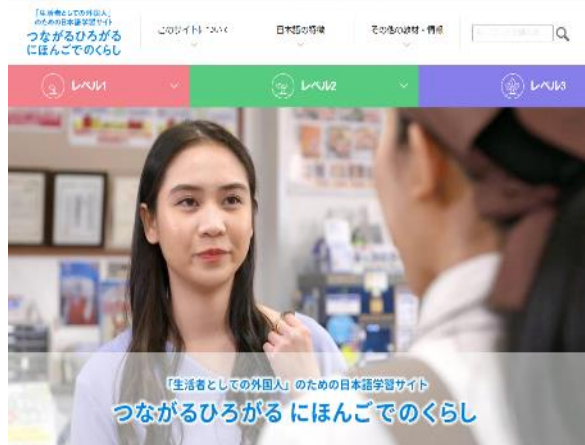 「生活者としての外国人」
のための日本語学習サイト
つながるひろがる
にほんごでのくらし
このサイトについて
日本語の特徴
その他の教材・情報
レベル1
レベル2
レベル3
「生活者としての外国人」のための日本語学習サイト
つながるひろがる にほんごでのくらし